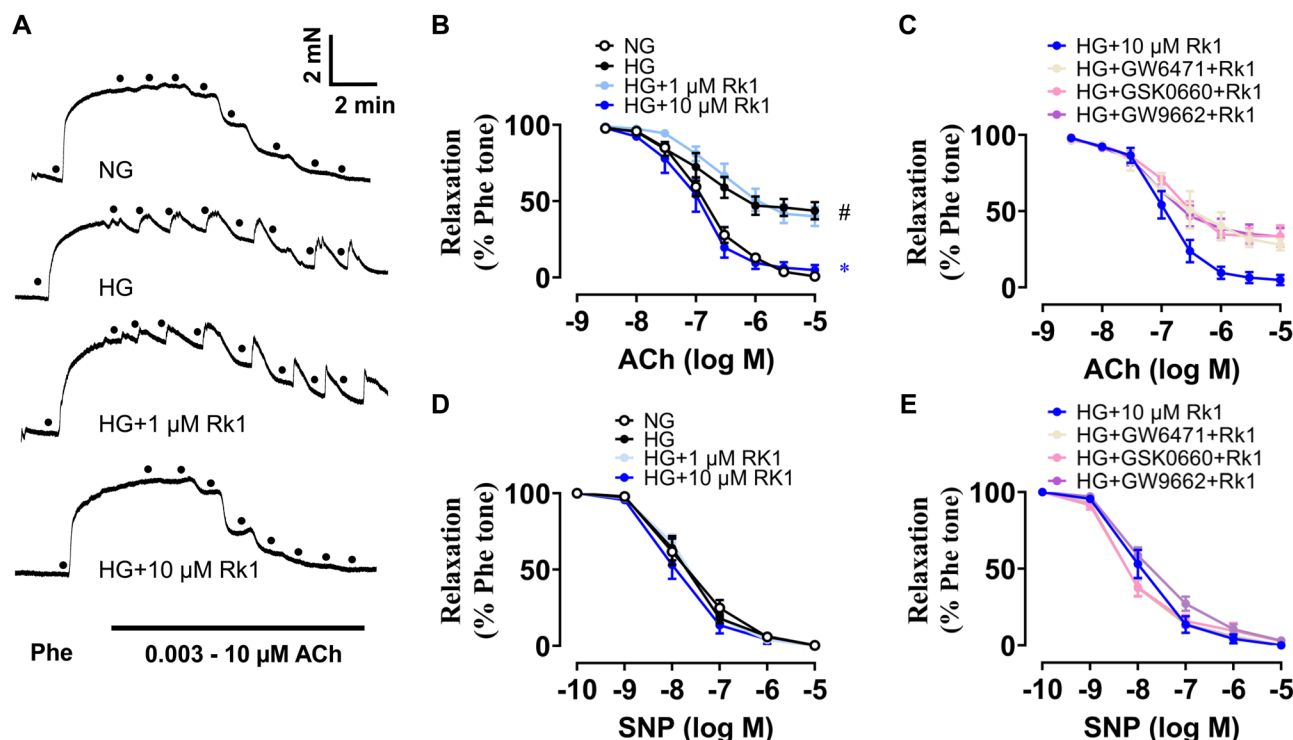 A
2 mN
2 min
NG
HG
HG+1 µM Rk1
HG+10 µM Rk1
Phe
0.003 - 10 µM ACh
B
NG
HG
HG+1 µM Rk1
HG+10 µM Rk1
Relaxation
(% Phe tone)
100
50
0
#
*
-9 -8 -7 -6 -5
ACh (log M)
C
HG+10 µM Rk1
HG+GW6471+Rk1
HG+GSK0660+Rk1
HG+GW9662+Rk1
Relaxation
(% Phe tone)
100
50
0
-9 -8 -7 -6 -5
ACh (log M)
D
NG
HG
HG+1 µM RK1
HG+10 µM RK1
Relaxation
(% Phe tone)
100
50
0
-10 -9 -8 -7 -6 -5
SNP (log M)
E
HG+10 µM Rk1
HG+GW6471+Rk1
HG+GSK0660+Rk1
HG+GW9662+Rk1
Relaxation
(% Phe tone)
100
50
0
-10 -9 -8 -7 -6 -5
SNP (log M)